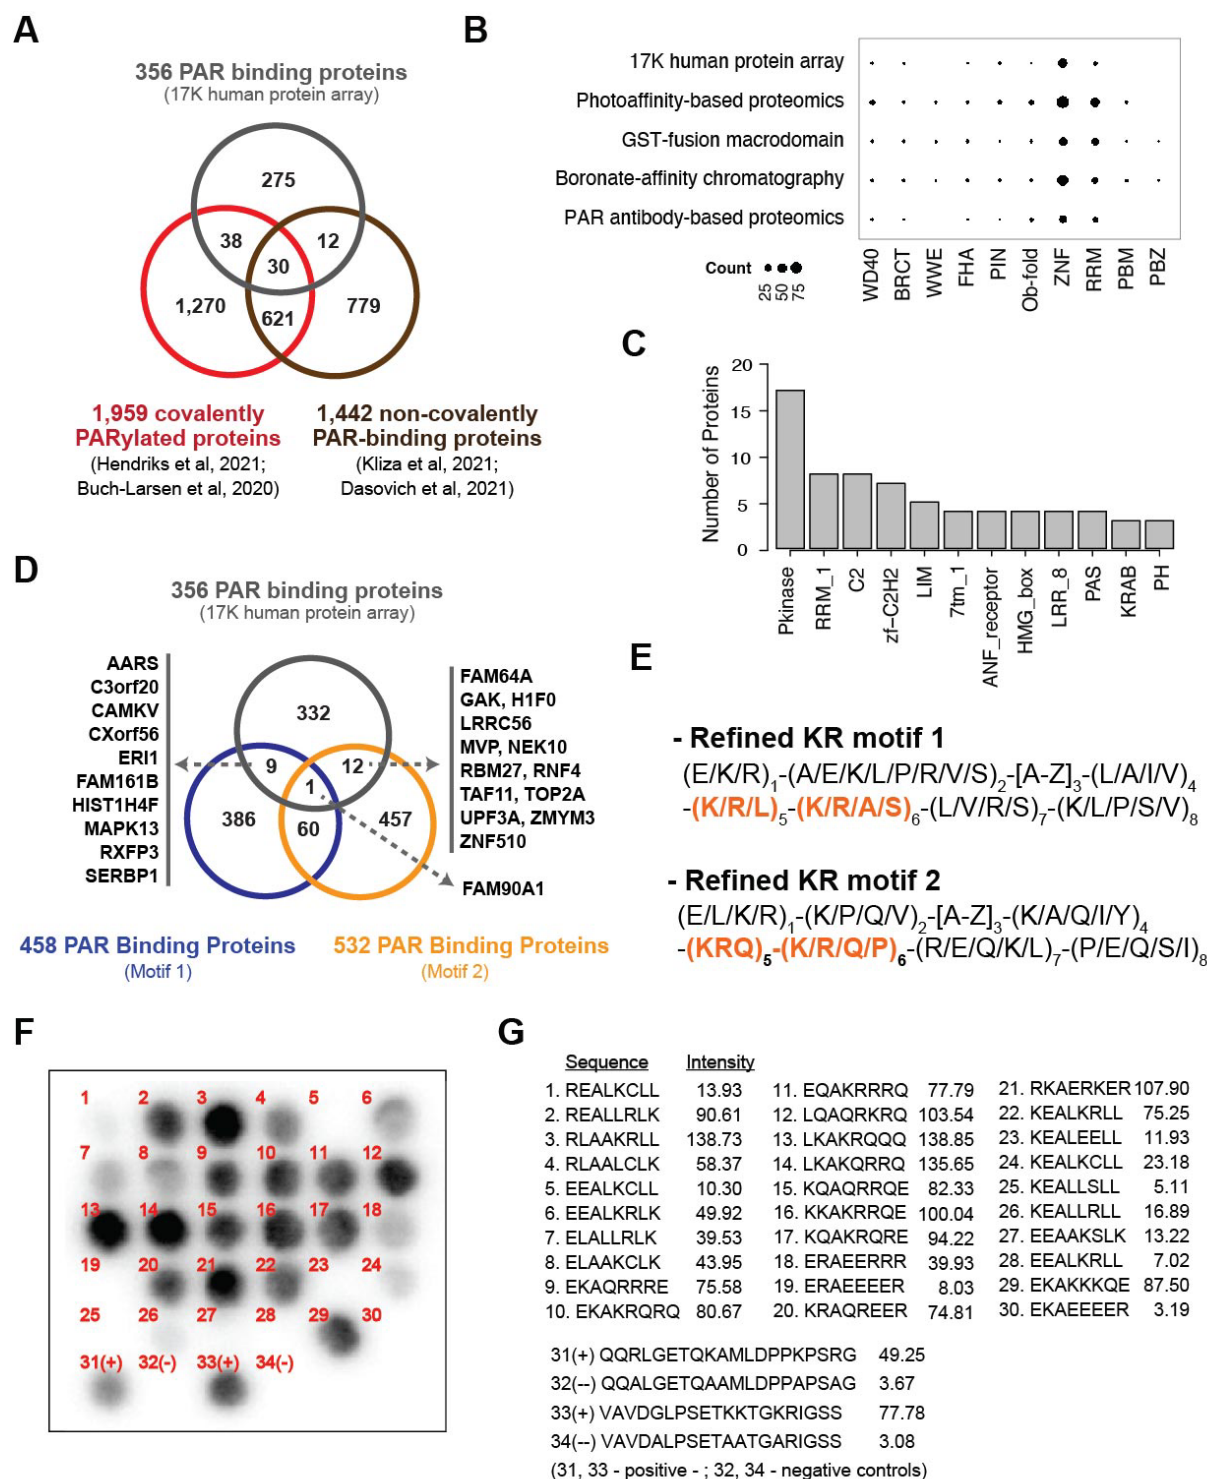 A
356 PAR binding proteins
(17K human protein array)
275
38
12
30
1,270
621
779
1,959 covalently
PARylated proteins
(Hendriks et al, 2021;
Buch-Larsen et al, 2020)
1,442 non-covalently
PAR-binding proteins
(Kliza et al, 2021;
Dasovich et al, 2021)
B
17K human protein array
Photoaffinity-based proteomics
GST-fusion macrodomain
Boronate-affinity chromatography
PAR antibody-based proteomics
Count
25
50
75
WD40
BRCT
WWE
FHA
PIN
Ob-fold
ZNF
RRM
PBM
PBZ
C
Number of Proteins
20
15
10
5
0
Pkinase
RRM_1
C2
zf-C2H2
LIM
7tm_1
ANF_receptor
HMG_box
LRR_8
PAS
KRAB
PH
D
356 PAR binding proteins
(17K human protein array)
AARS
C3orf20
CAMKV
CXorf56
ERI1
FAM161B
HIST1H4F
MAPK13
RXFP3
SERBP1
332
9
12
1
386
60
457
FAM64A
GAK, H1F0
LRRC56
MVP, NEK10
RBM27, RNF4
TAF11, TOP2A
UPF3A, ZMYM3
ZNF510
FAM90A1
458 PAR Binding Proteins
(Motif 1)
532 PAR Binding Proteins
(Motif 2)
E
- Refined KR motif 1
(E/K/R)1-(A/E/K/L/P/R/V/S)2-[A-Z]3-(L/A/I/V)4
-(K/R/L)5-(K/R/A/S)6-(L/V/R/S)7-(K/L/P/S/V)8
- Refined KR motif 2
(E/L/K/R)1-(K/P/Q/V)2-[A-Z]3-(K/A/Q/I/Y)4
-(KRQ)5-(K/R/Q/P)6-(R/E/Q/K/L)7-(P/E/Q/S/I)8
F
1 2 3 4 5 6
7 8 9 10 11 12
13 14 15 16 17 18
19 20 21 22 23 24
25 26 27 28 29 30
31(+) 32(-) 33(+) 34(-)
G
Sequence Intensity
1. REALKCLL 13.93
2. REALLRLK 90.61
3. RLAAKRLL 138.73
4. RLAALCLK 58.37
5. EEALKCLL 10.30
6. EEALKRLK 49.92
7. ELALLRLK 39.53
8. ELAAKCLK 43.95
9. EKAQRRRE 75.58
10. EKAKRQRQ 80.67
11. EQAKRRRQ 77.79
12. LQAQRKRQ 103.54
13. LKAKRQQQ 138.85
14. LKAKQRRQ 135.65
15. KQAQRRQE 82.33
16. KKAKRRQE 100.04
17. KQAKRQRE 94.22
18. ERAEERRR 39.93
19. ERAEEEER 8.03
20. KRAQREER 74.81
21. RKAERKER 107.90
22. KEALKRLL 75.25
23. KEALEELL 11.93
24. KEALKCLL 23.18
25. KEALLSLL 5.11
26. KEALLRLL 16.89
27. EEAAKSLK 13.22
28. EEALKRLL 7.02
29. EKAKKKQE 87.50
30. EKAEEEER 3.19
31(+) QQRLGETQKAMLDPPKPSRG 49.25
32(--) QQALGETQAAMLDPPAPSAG 3.67
33(+) VAVDGLPSETKKTGKRIGSS 77.78
34(--) VAVDALPSETAATGARIGSS 3.08
(31, 33 - positive - ; 32, 34 - negative controls)